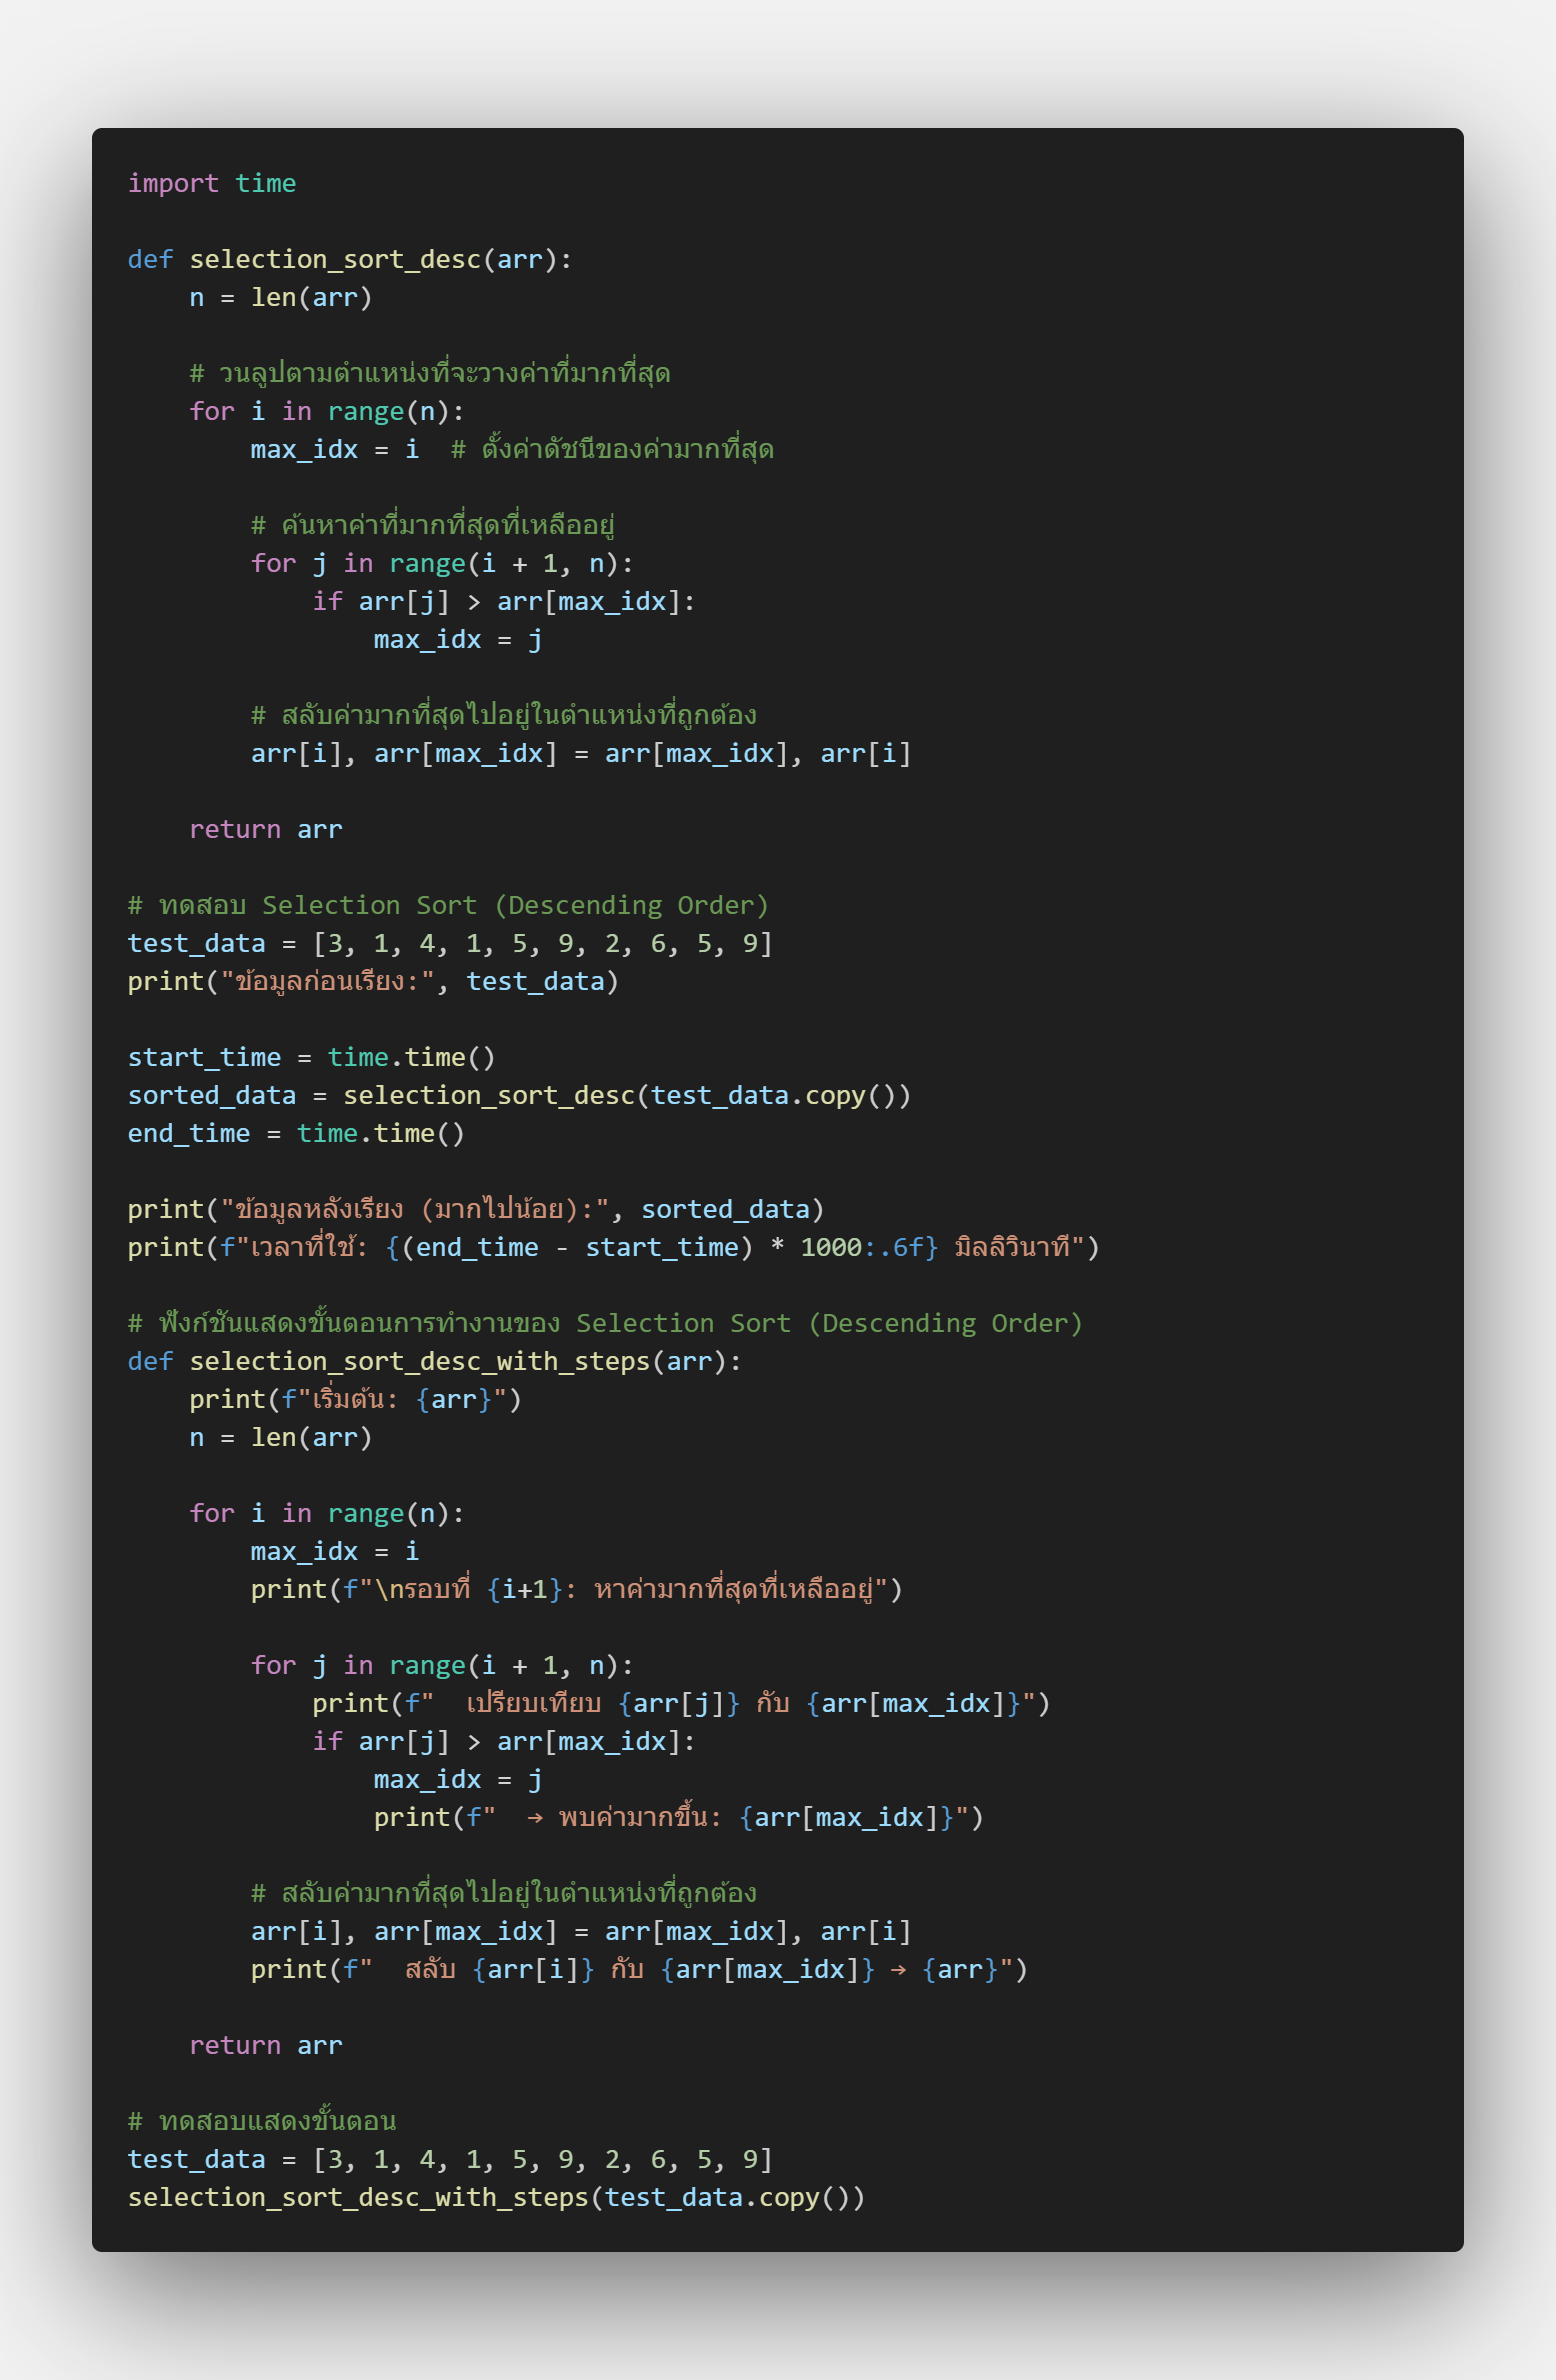 import time

def selection_sort_desc(arr):
    n = len(arr)

    # วนลูปตามตำแหน่งที่จะวางค่าที่มากที่สุด
    for i in range(n):
        max_idx = i  # ตั้งค่าดัชนีของค่ามากที่สุด

        # ค้นหาค่าที่มากที่สุดที่เหลืออยู่
        for j in range(i + 1, n):
            if arr[j] > arr[max_idx]:
                max_idx = j

        # สลับค่ามากที่สุดไปอยู่ในตำแหน่งที่ถูกต้อง
        arr[i], arr[max_idx] = arr[max_idx], arr[i]

    return arr

# ทดสอบ Selection Sort (Descending Order)
test_data = [3, 1, 4, 1, 5, 9, 2, 6, 5, 9]
print("ข้อมูลก่อนเรียง:", test_data)

start_time = time.time()
sorted_data = selection_sort_desc(test_data.copy())
end_time = time.time()

print("ข้อมูลหลังเรียง (มากไปน้อย):", sorted_data)
print(f"เวลาที่ใช้: {(end_time - start_time) * 1000:.6f} มิลลิวินาที")

# ฟังก์ชันแสดงขั้นตอนการทำงานของ Selection Sort (Descending Order)
def selection_sort_desc_with_steps(arr):
    print(f"เริ่มต้น: {arr}")
    n = len(arr)

    for i in range(n):
        max_idx = i
        print(f"\nรอบที่ {i+1}: หาค่ามากที่สุดที่เหลืออยู่")

        for j in range(i + 1, n):
            print(f"  เปรียบเทียบ {arr[j]} กับ {arr[max_idx]}")
            if arr[j] > arr[max_idx]:
                max_idx = j
                print(f"  → พบค่ามากขึ้น: {arr[max_idx]}")

        # สลับค่ามากที่สุดไปอยู่ในตำแหน่งที่ถูกต้อง
        arr[i], arr[max_idx] = arr[max_idx], arr[i]
        print(f"  สลับ {arr[i]} กับ {arr[max_idx]} → {arr}")

    return arr

# ทดสอบแสดงขั้นตอน
test_data = [3, 1, 4, 1, 5, 9, 2, 6, 5, 9]
selection_sort_desc_with_steps(test_data.copy())